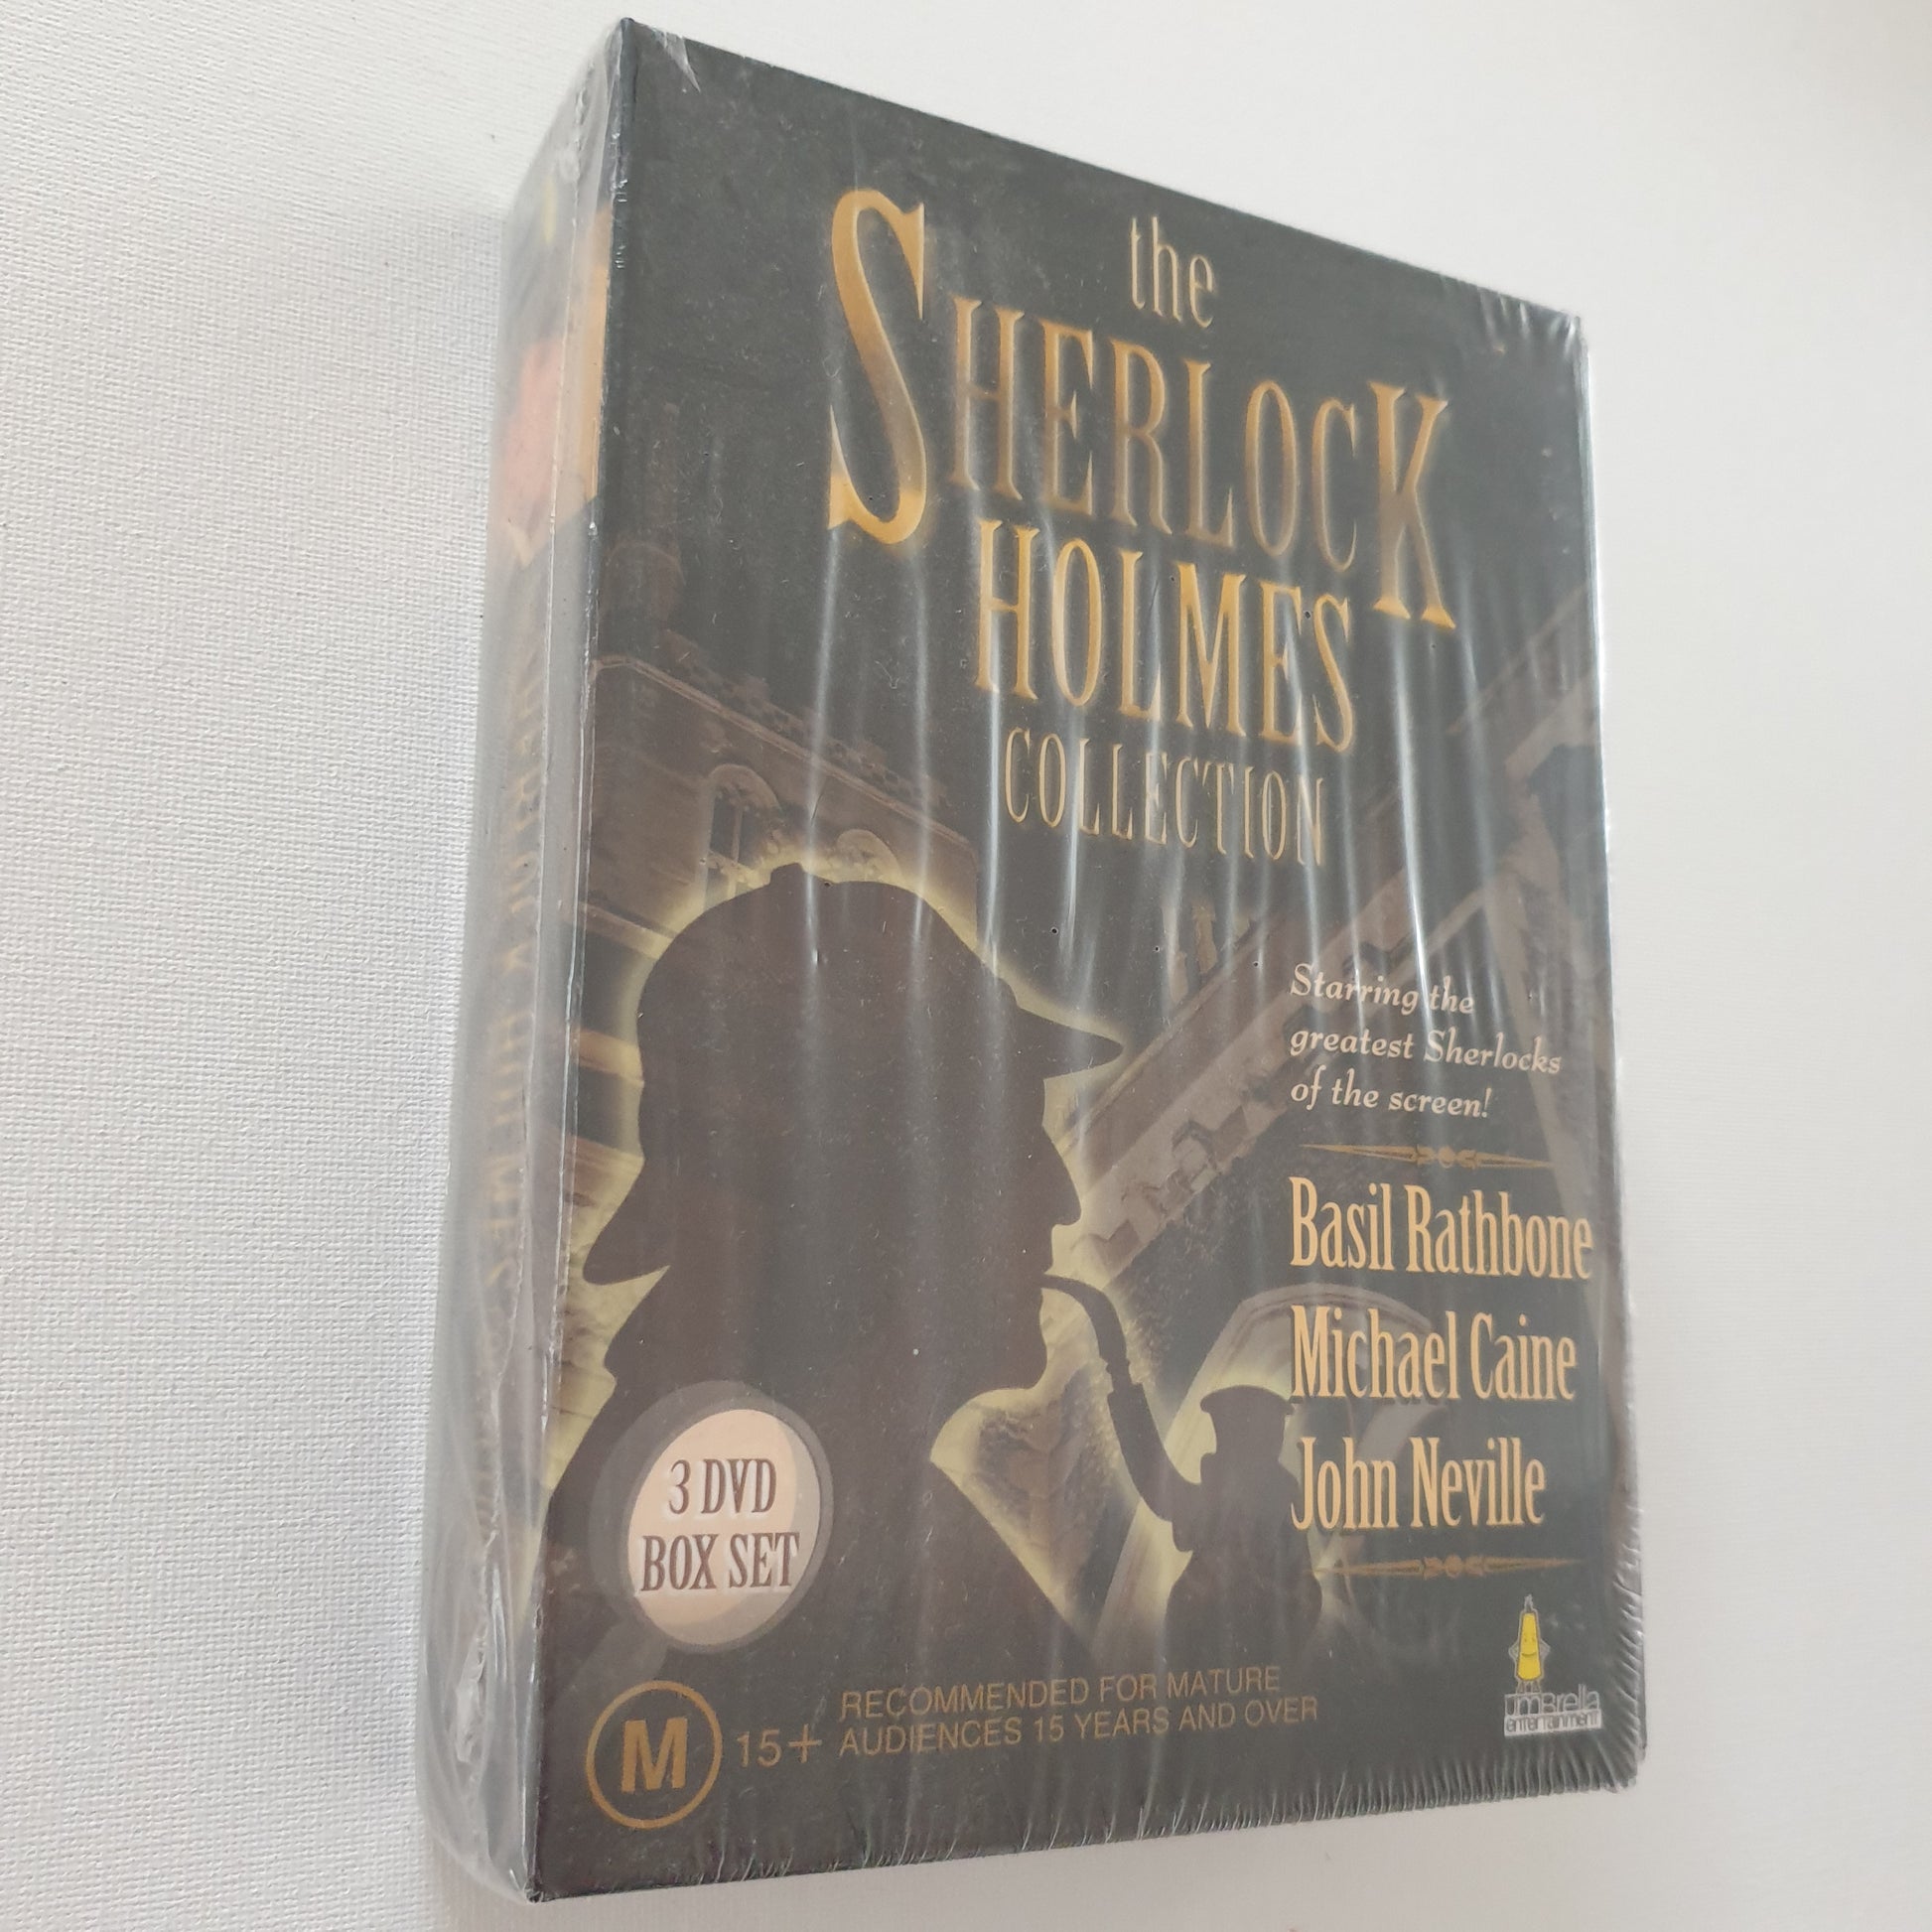 the
SHERLOCK
HOLMES
COLLECTION
Starring the
greatest Sherlocks
of the screen!
Basil Rathbone
Michael Caine
John Neville
3 DVD
BOX SET
M 15+
RECOMMENDED FOR MATURE
AUDIENCES 15 YEARS AND OVER
umbrella
entertainment
SHERLOCK HOLMES